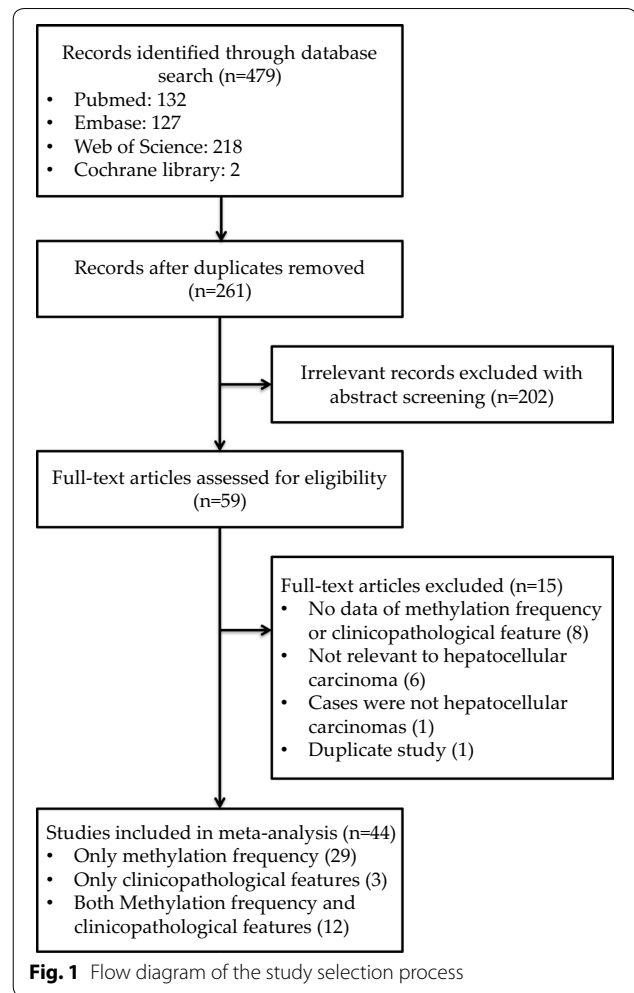 Records identified through database
search (n=479)
• Pubmed: 132
• Embase: 127
• Web of Science: 218
• Cochrane library: 2
Records after duplicates removed
(n=261)
Irrelevant records excluded with
abstract screening (n=202)
Full-text articles assessed for eligibility
(n=59)
Full-text articles excluded (n=15)
• No data of methylation frequency
or clinicopathological feature (8)
• Not relevant to hepatocellular
carcinoma (6)
• Cases were not hepatocellular
carcinomas (1)
• Duplicate study (1)
Studies included in meta-analysis (n=44)
• Only methylation frequency (29)
• Only clinicopathological features (3)
• Both Methylation frequency and
clinicopathological features (12)
Fig. 1 Flow diagram of the study selection process